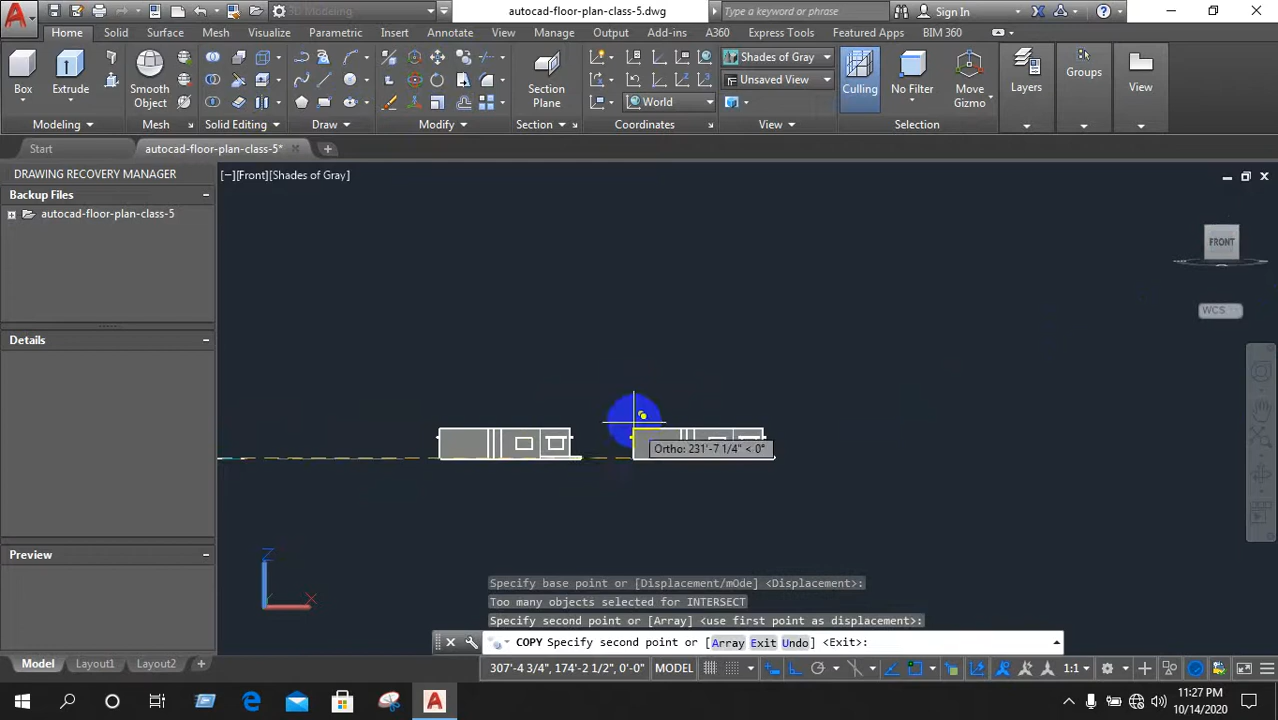 3D Modeling
autocad-floor-plan-class-5.dwg
Type a keyword or phrase
Sign In
Home Solid Surface Mesh Visualize Parametric Insert Annotate View Manage Output Add-ins A360 Express Tools Featured Apps BIM 360
Shades of Gray
Unsaved View
World
Box Extrude Smooth Object Section Plane Culling No Filter Move Gizmo Layers Groups View
Modeling Mesh Solid Editing Draw Modify Section Coordinates View Selection
Start autocad-floor-plan-class-5*
DRAWING RECOVERY MANAGER
[−][Front][Shades of Gray]
Backup Files
autocad-floor-plan-class-5
FRONT
WCS
Details
Ortho: 231'-7 1/4" < 0°
Preview
Z
X
Specify base point or [Displacement/mOde] <Displacement>:
Too many objects selected for INTERSECT
Specify second point or [Array] <use first point as displacement>:
COPY Specify second point or [Array Exit Undo] <Exit>:
Model Layout1 Layout2
307'-4 3/4", 174'-2 1/2", 0'-0" MODEL 1:1
11:27 PM
10/14/2020